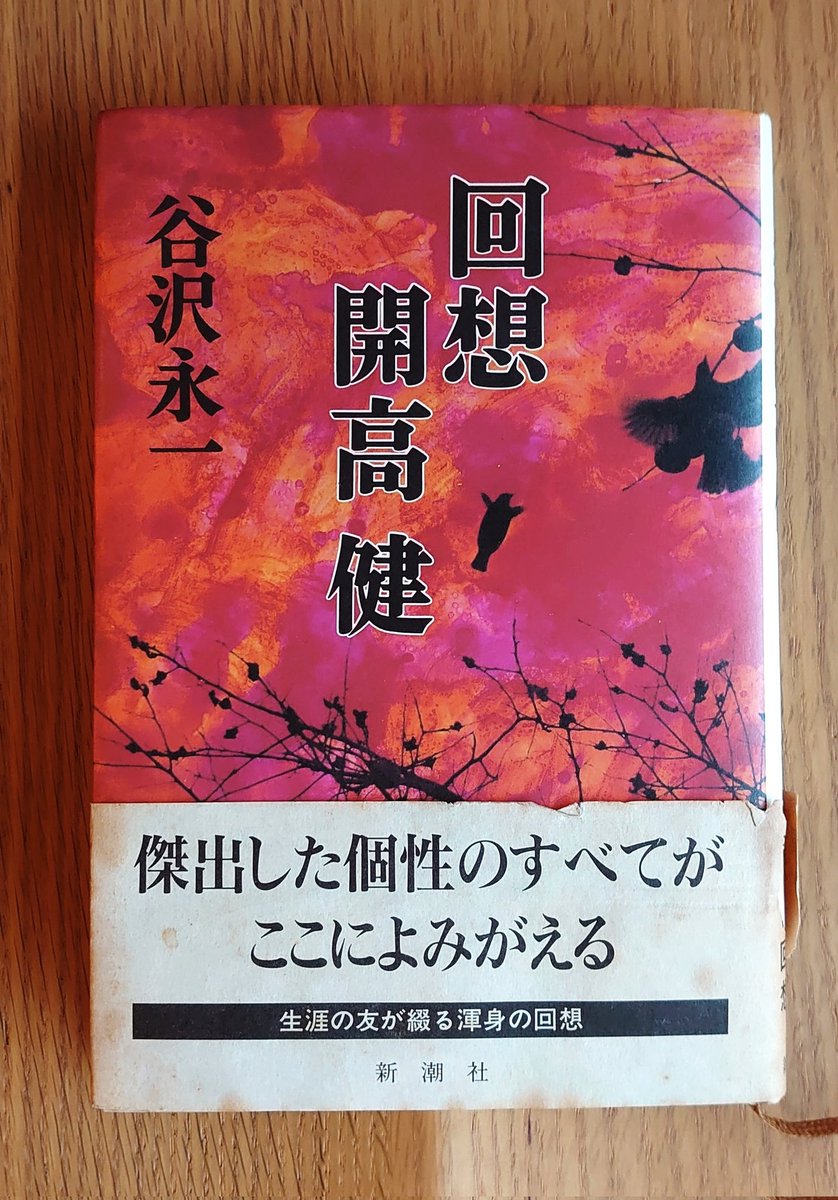 回想
開高健
谷沢永一
傑出した個性のすべてが
ここによみがえる
生涯の友が綴る渾身の回想
新潮社
回想